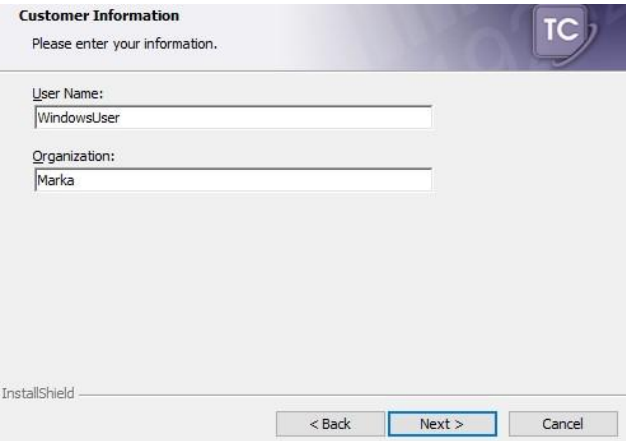 Customer Information
Please enter your information.
TC
User Name:
WindowsUser
Organization:
Marka
InstallShield
< Back
Next >
Cancel